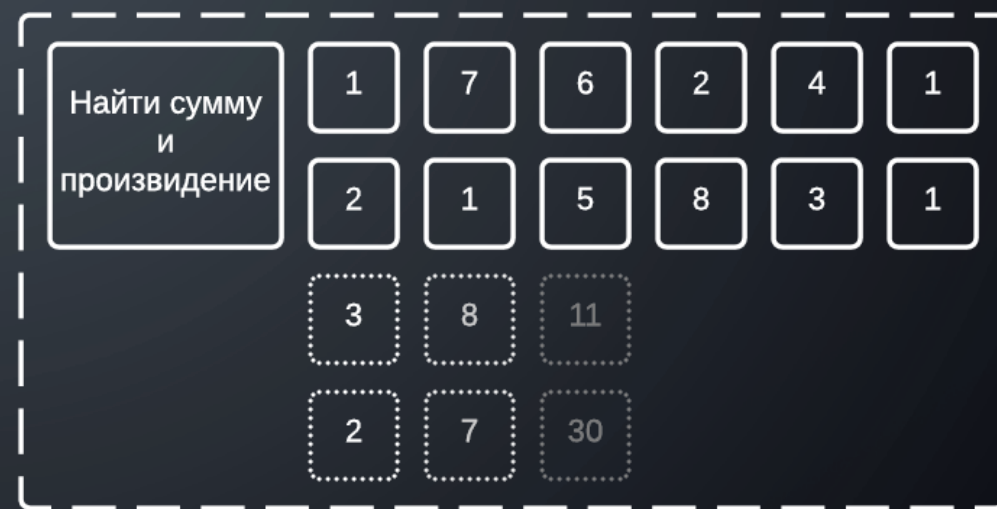 Найти сумму
и
произвидение
1 7 6 2 4 1
2 1 5 8 3 1
3 8 11
2 7 30